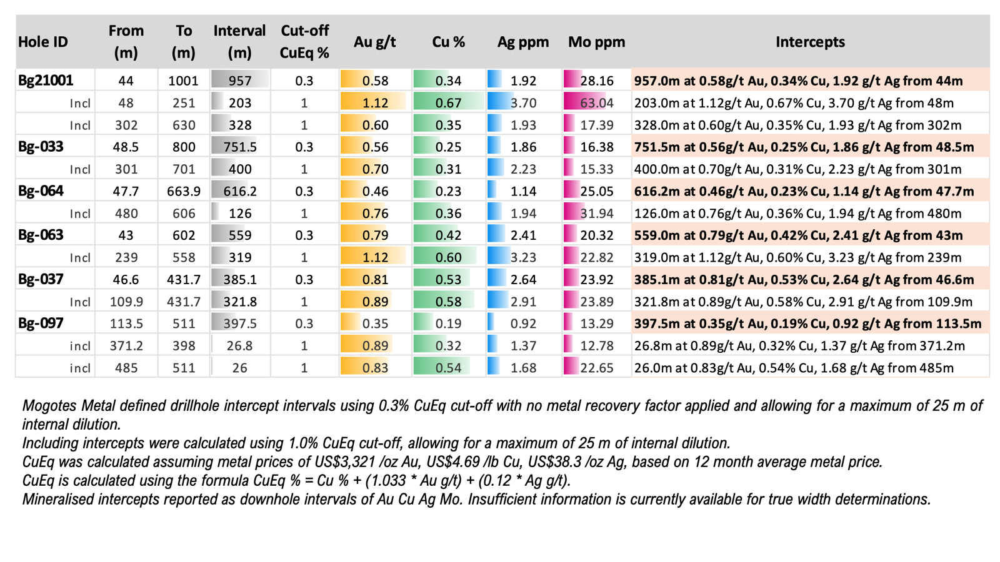 Hole ID From (m) To (m) Interval (m) Cut-off CuEq % Au g/t Cu % Ag ppm Mo ppm Intercepts
Bg21001 44 1001 957 0.3 0.58 0.34 1.92 28.16 957.0m at 0.58g/t Au, 0.34% Cu, 1.92 g/t Ag from 44m
Incl 48 251 203 1 1.12 0.67 3.70 63.04 203.0m at 1.12g/t Au, 0.67% Cu, 3.70 g/t Ag from 48m
Incl 302 630 328 1 0.60 0.35 1.93 17.39 328.0m at 0.60g/t Au, 0.35% Cu, 1.93 g/t Ag from 302m
Bg-033 48.5 800 751.5 0.3 0.56 0.25 1.86 16.38 751.5m at 0.56g/t Au, 0.25% Cu, 1.86 g/t Ag from 48.5m
Incl 301 701 400 1 0.70 0.31 2.23 15.33 400.0m at 0.70g/t Au, 0.31% Cu, 2.23 g/t Ag from 301m
Bg-064 47.7 663.9 616.2 0.3 0.46 0.23 1.14 25.05 616.2m at 0.46g/t Au, 0.23% Cu, 1.14 g/t Ag from 47.7m
Incl 480 606 126 1 0.76 0.36 1.94 31.94 126.0m at 0.76g/t Au, 0.36% Cu, 1.94 g/t Ag from 480m
Bg-063 43 602 559 0.3 0.79 0.42 2.41 20.32 559.0m at 0.79g/t Au, 0.42% Cu, 2.41 g/t Ag from 43m
Incl 239 558 319 1 1.12 0.60 3.23 22.82 319.0m at 1.12g/t Au, 0.60% Cu, 3.23 g/t Ag from 239m
Bg-037 46.6 431.7 385.1 0.3 0.81 0.53 2.64 23.92 385.1m at 0.81g/t Au, 0.53% Cu, 2.64 g/t Ag from 46.6m
Incl 109.9 431.7 321.8 1 0.89 0.58 2.91 23.89 321.8m at 0.89g/t Au, 0.58% Cu, 2.91 g/t Ag from 109.9m
Bg-097 113.5 511 397.5 0.3 0.35 0.19 0.92 13.29 397.5m at 0.35g/t Au, 0.19% Cu, 0.92 g/t Ag from 113.5m
incl 371.2 398 26.8 1 0.89 0.32 1.37 12.78 26.8m at 0.89g/t Au, 0.32% Cu, 1.37 g/t Ag from 371.2m
incl 485 511 26 1 0.83 0.54 1.68 22.65 26.0m at 0.83g/t Au, 0.54% Cu, 1.68 g/t Ag from 485m
Mogotes Metal defined drillhole intercept intervals using 0.3% CuEq cut-off with no metal recovery factor applied and allowing for a maximum of 25 m of
internal dilution.
Including intercepts were calculated using 1.0% CuEq cut-off, allowing for a maximum of 25 m of internal dilution.
CuEq was calculated assuming metal prices of US$3,321 /oz Au, US$4.69 /lb Cu, US$38.3 /oz Ag, based on 12 month average metal price.
CuEq is calculated using the formula CuEq % = Cu % + (1.033 * Au g/t) + (0.12 * Ag g/t).
Mineralised intercepts reported as downhole intervals of Au Cu Ag Mo. Insufficient information is currently available for true width determinations.